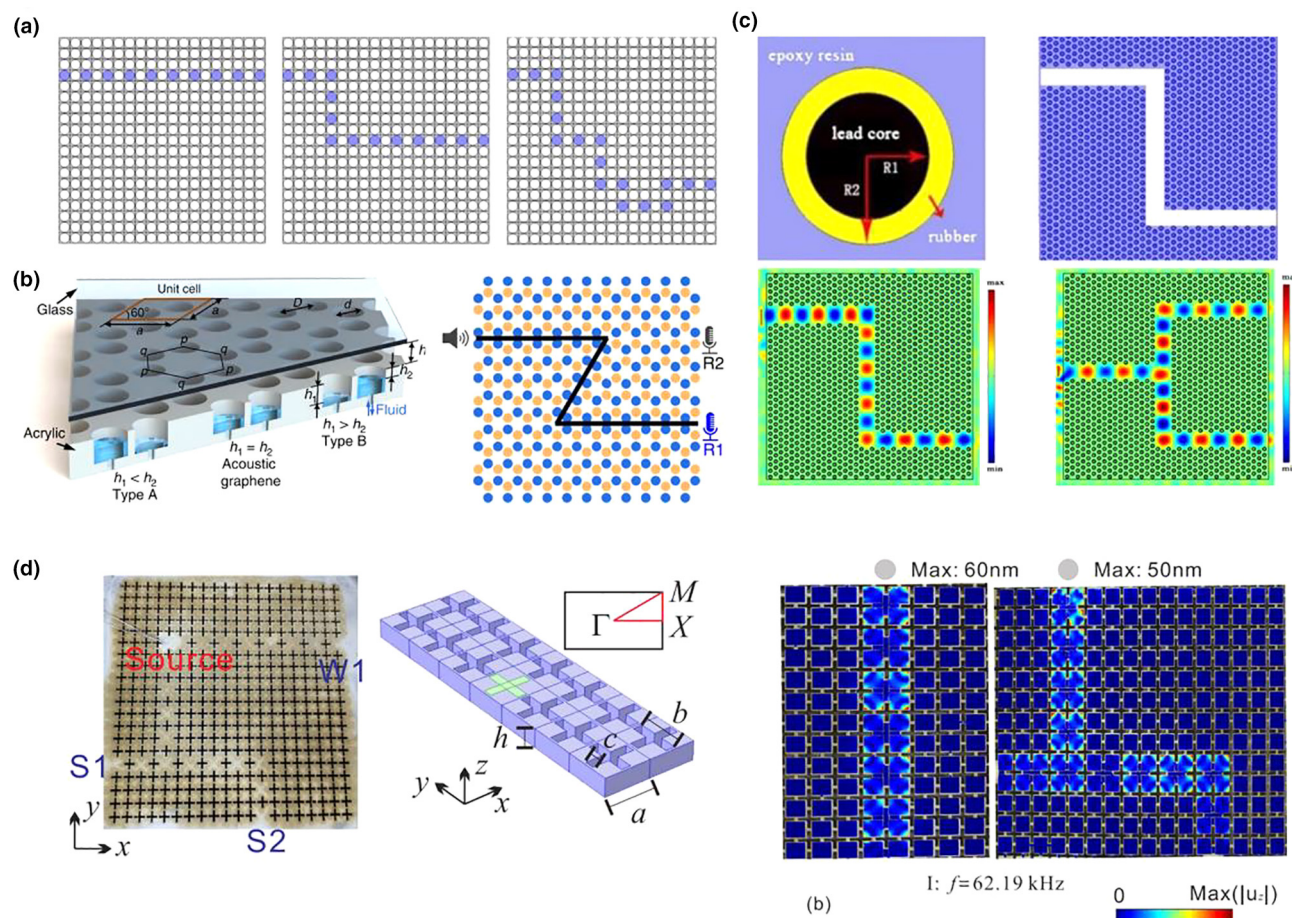 (a)
(c)
epoxy resin
lead core
R1
R2
rubber
(b)
Unit cell
Glass
60°
a
a
D
d
h
p
q
q
p
p
q
h₂
h₁
Fluid
h₁ > h₂
Type B
Acrylic
h₁ = h₂
Acoustic
graphene
h₁ < h₂
Type A
R2
R1
max
min
(d)
Source
W1
S1
S2
y
x
M
Γ
X
h
c
b
a
z
y
x
Max: 60nm
Max: 50nm
I: f=62.19 kHz
(b)
0
Max(|u𝓏|)